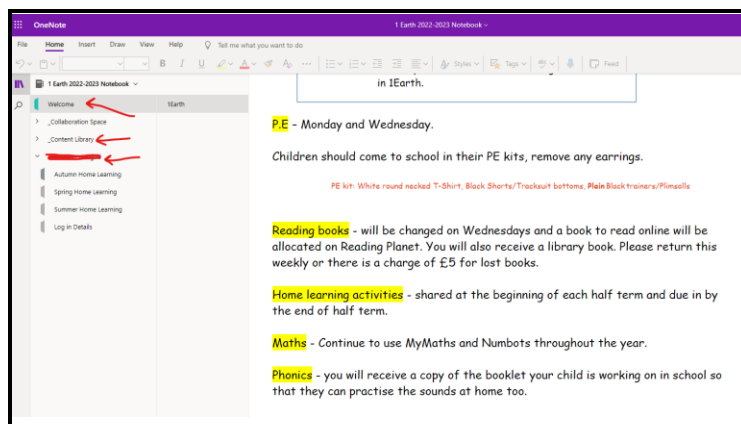 OneNote
1 Earth 2022-2023 Notebook
File Home Insert Draw View Help Tell me what you want to do
B I U Styles Tags Feed
1 Earth 2022-2023 Notebook
in 1Earth.
Welcome
1Earth
_Collaboration Space
_Content Library
Autumn Home Learning
Spring Home Learning
Summer Home Learning
Log in Details
P.E – Monday and Wednesday.
Children should come to school in their PE kits, remove any earrings.
PE kit: White round necked T-Shirt, Black Shorts/Tracksuit bottoms, Plain Black trainers/Plimsolls
Reading books - will be changed on Wednesdays and a book to read online will be
allocated on Reading Planet. You will also receive a library book. Please return this
weekly or there is a charge of £5 for lost books.
Home learning activities - shared at the beginning of each half term and due in by
the end of half term.
Maths - Continue to use MyMaths and Numbots throughout the year.
Phonics - you will receive a copy of the booklet your child is working on in school so
that they can practise the sounds at home too.